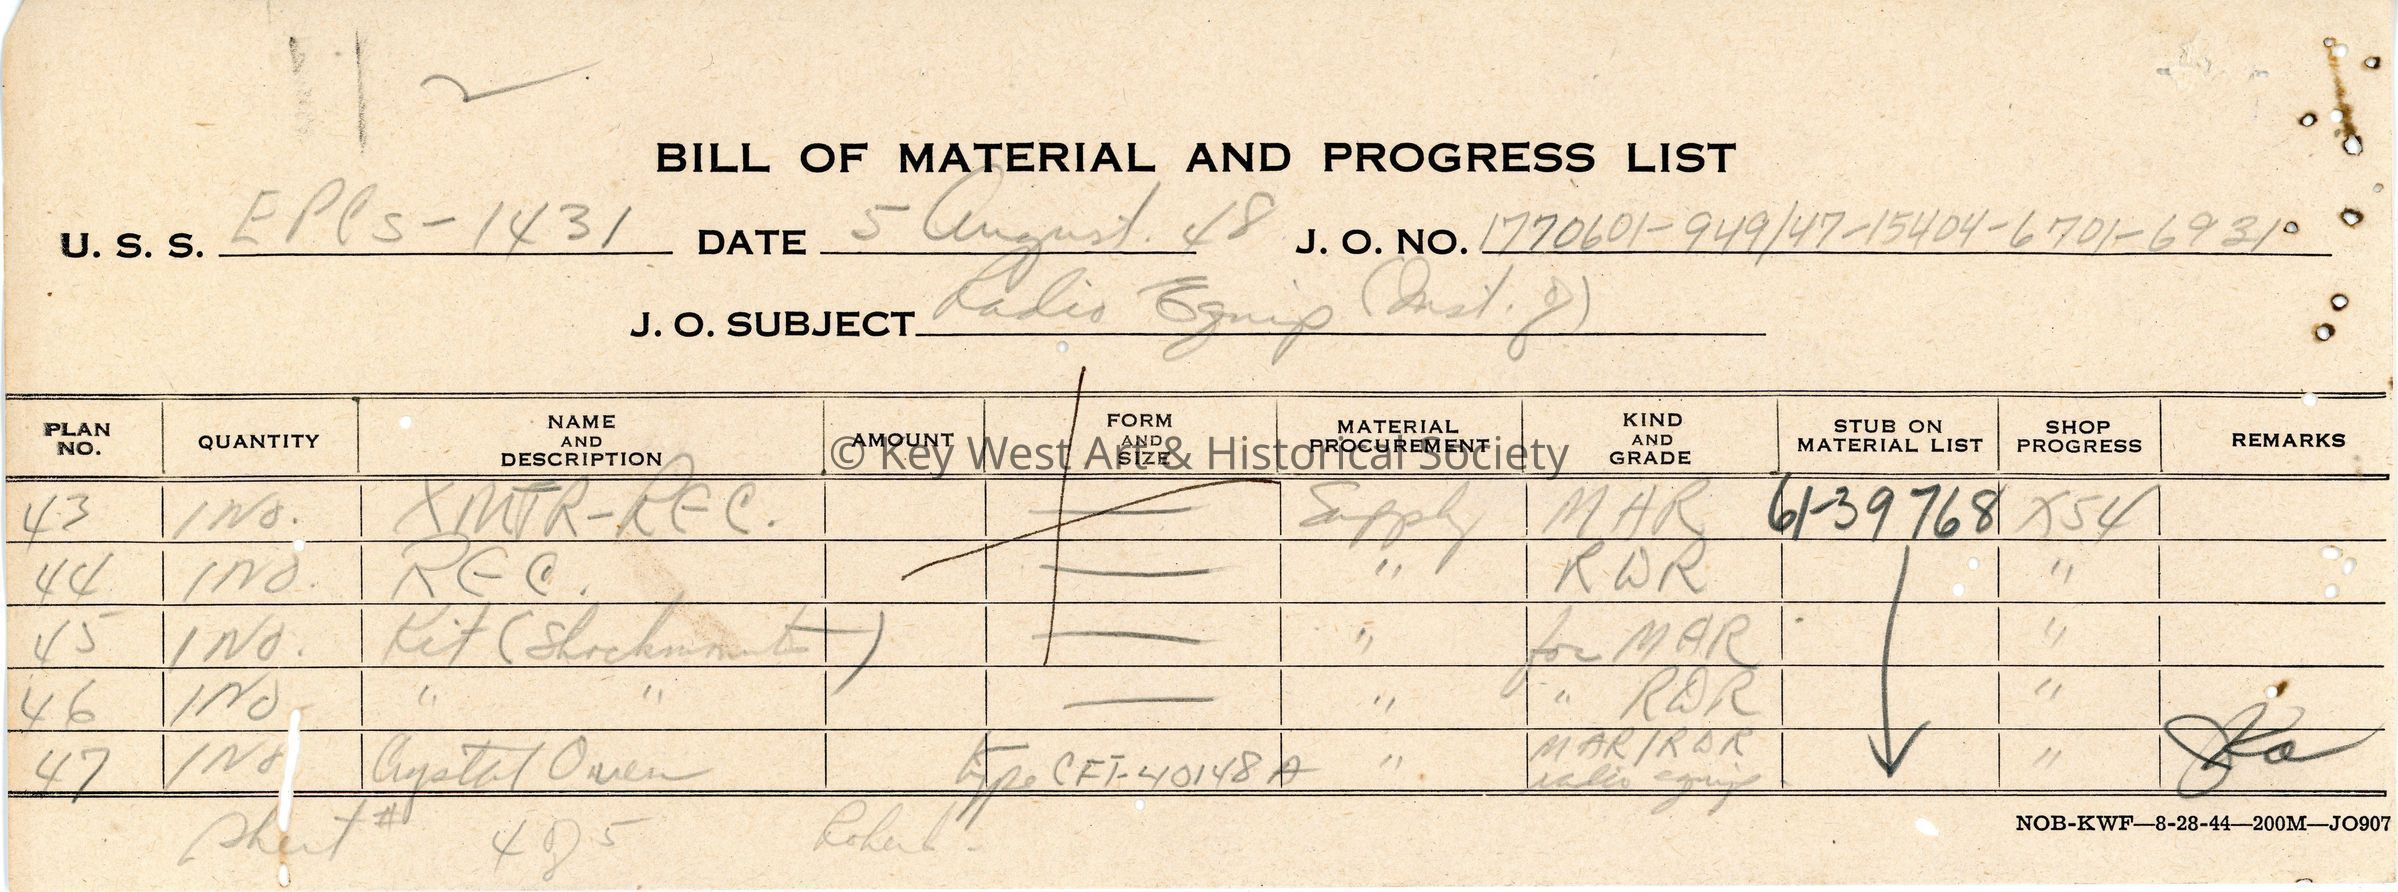 BILL OF MATERIAL AND PROGRESS LIST
U. S. S. EPCs-1431 DATE 5 August. 48 J. O. NO. 1770601-949/47-15404-6701-6931
J. O. SUBJECT Radio Equip (Inst. of)
PLAN NO. QUANTITY NAME AND DESCRIPTION AMOUNT FORM AND SIZE MATERIAL PROCUREMENT KIND AND GRADE STUB ON MATERIAL LIST SHOP PROGRESS REMARKS
© Key West Art & Historical Society
43 1 No. XMTR-REC. — Supply MAR 61-39768 X54
44 1 No. REC. — " RDR "
45 1 No. Kit (Shockmounts) — " for MAR "
46 1 No " " — " " RDR "
47 1 No Crystal Oven type CFT-40148A " MAR/RDR radio equip. "
Sheet # 4 of 5
NOB-KWF—8-28-44—200M—JO907